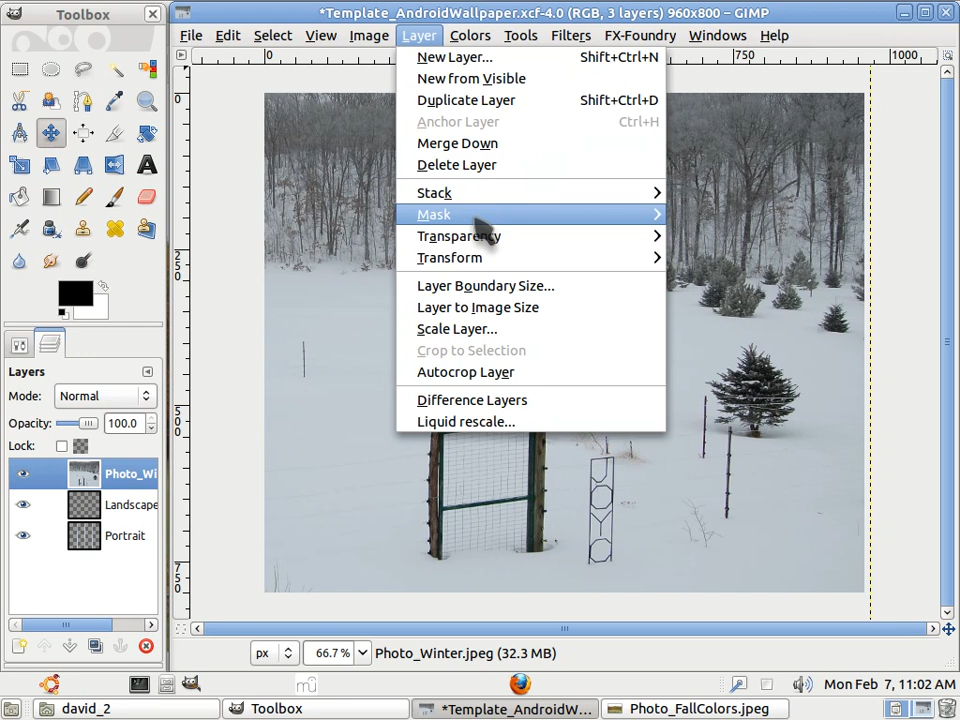 Toolbox
*Template_AndroidWallpaper.xcf-4.0 (RGB, 3 layers) 960x800 – GIMP
File Edit Select View Image Layer Colors Tools Filters FX-Foundry Windows Help
0 750 1000
New Layer... Shift+Ctrl+N
New from Visible
Duplicate Layer Shift+Ctrl+D
Anchor Layer Ctrl+H
Merge Down
Delete Layer
Stack
Mask
Transparency
Transform
Layer Boundary Size...
Layer to Image Size
Scale Layer...
Crop to Selection
Autocrop Layer
Difference Layers
Liquid rescale...
0
250
500
750
Layers
Mode: Normal
Opacity: 100.0
Lock:
Photo_Wi
Landscape
Portrait
JOYO
px 66.7% Photo_Winter.jpeg (32.3 MB)
Mon Feb 7, 11:02 AM
david_2 Toolbox *Template_AndroidW... Photo_FallColors.jpeg